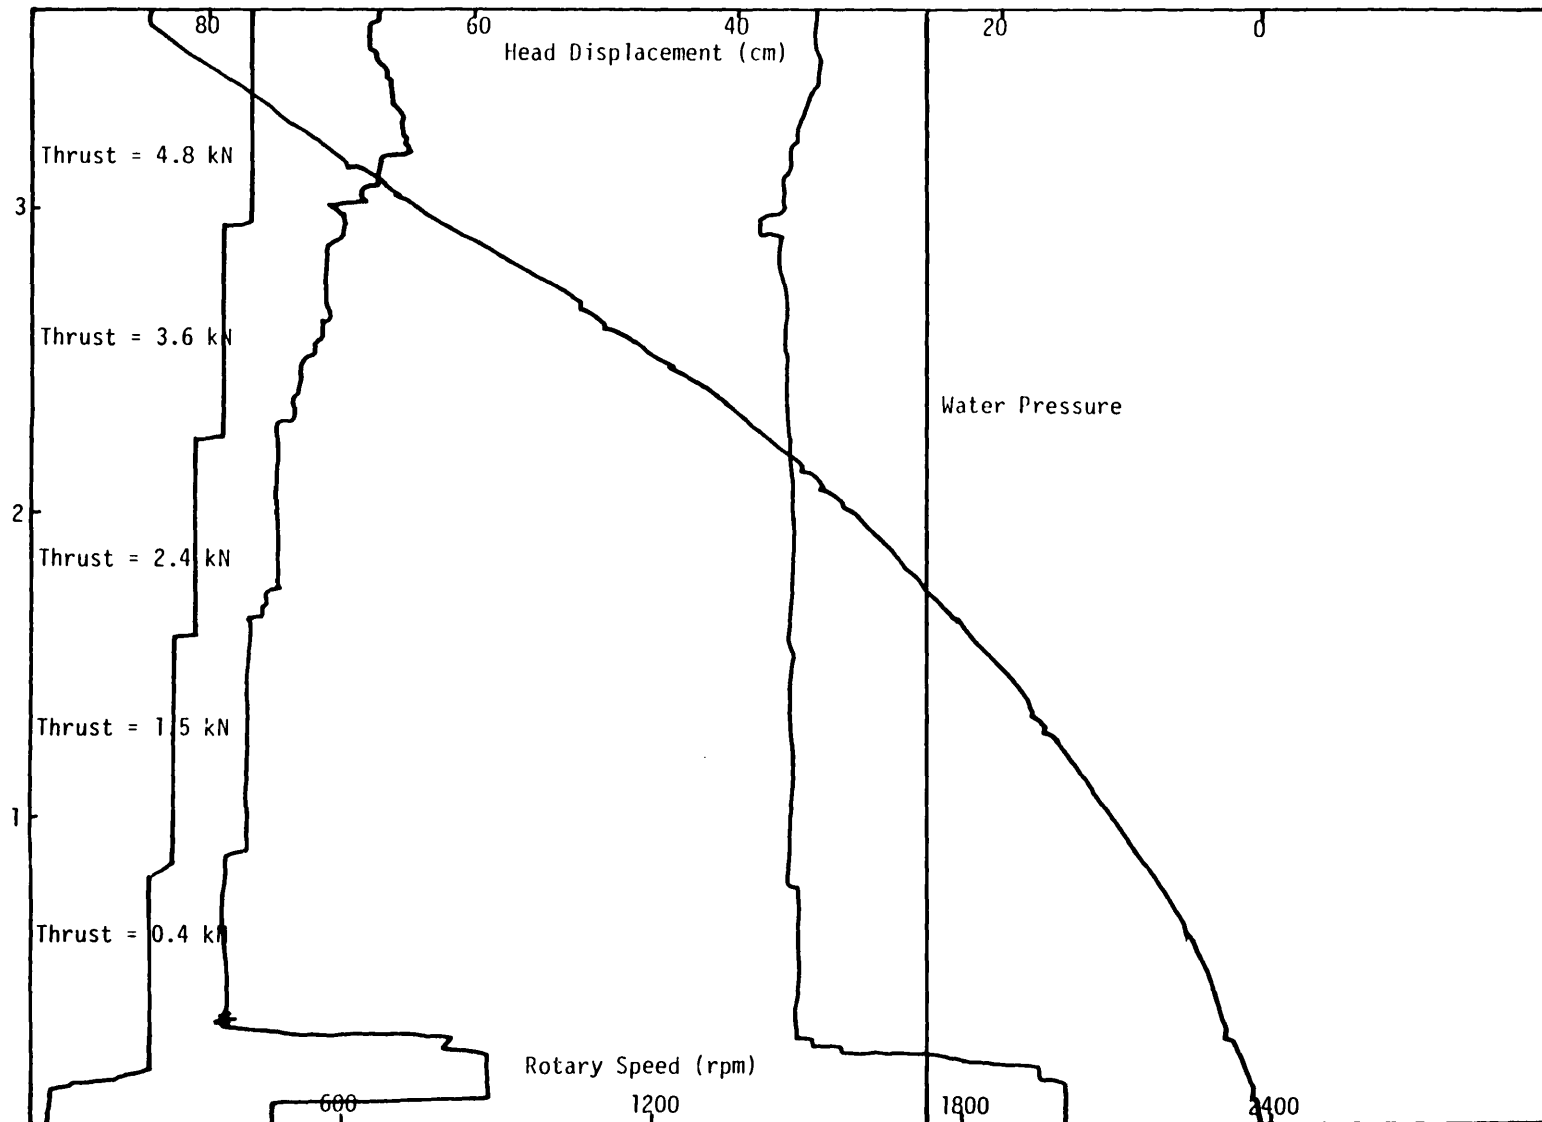 80 60 40 20 0
Head Displacement (cm)
Thrust = 4.8 kN
3
Thrust = 3.6 kN
Water Pressure
2
Thrust = 2.4 kN
Thrust = 1.5 kN
1
Thrust = 0.4 kN
Rotary Speed (rpm)
600 1200 1800 2400